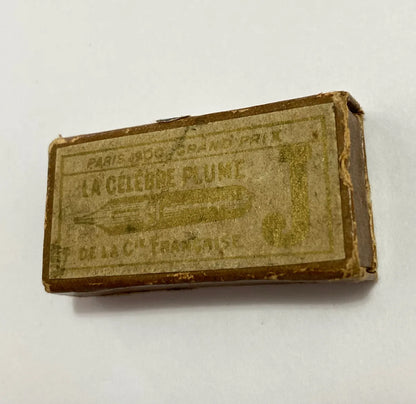 PARIS 1900 GRAND PRIX
LA CÉLÈBRE PLUME
J
DE LA Cie FRANÇAISE